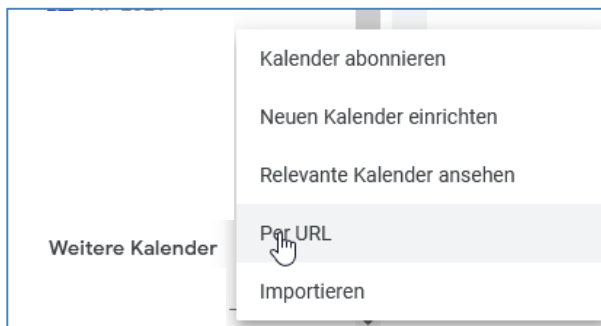 Kalender abonnieren
Neuen Kalender einrichten
Relevante Kalender ansehen
Weitere Kalender
Per URL
Importieren